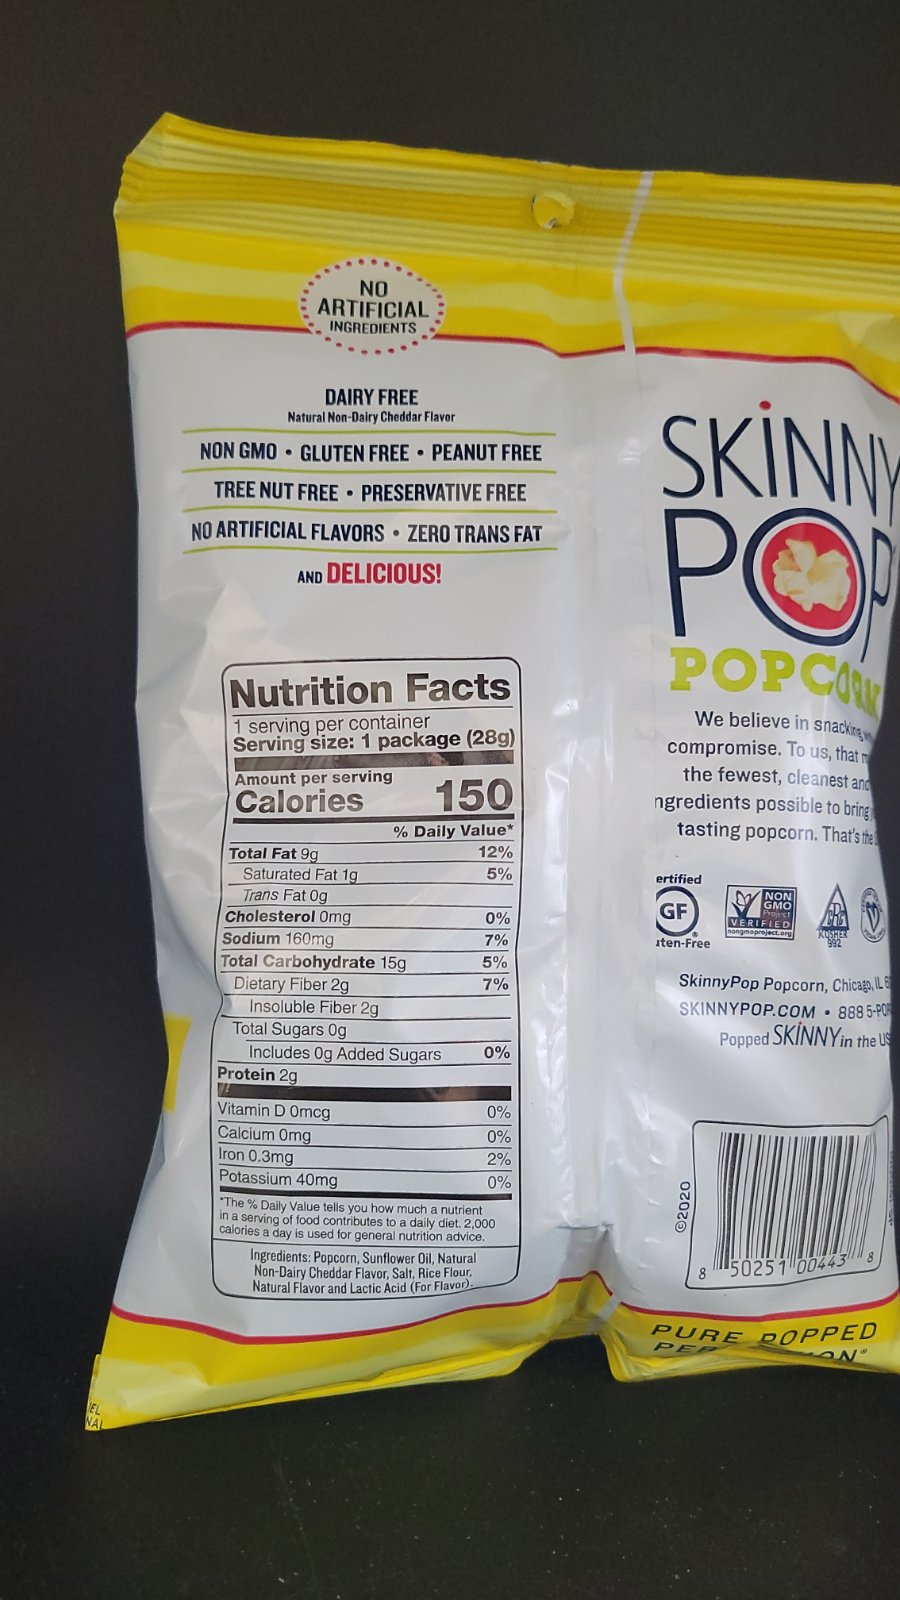 NO
ARTIFICIAL
INGREDIENTS
DAIRY FREE
Natural Non-Dairy Cheddar Flavor
NON GMO • GLUTEN FREE • PEANUT FREE
TREE NUT FREE • PRESERVATIVE FREE
NO ARTIFICIAL FLAVORS • ZERO TRANS FAT
AND DELICIOUS!
Nutrition Facts
1 serving per container
Serving size: 1 package (28g)
Amount per serving
Calories 150
% Daily Value*
Total Fat 9g 12%
Saturated Fat 1g 5%
Trans Fat 0g
Cholesterol 0mg 0%
Sodium 160mg 7%
Total Carbohydrate 15g 5%
Dietary Fiber 2g 7%
Insoluble Fiber 2g
Total Sugars 0g
Includes 0g Added Sugars 0%
Protein 2g
Vitamin D 0mcg 0%
Calcium 0mg 0%
Iron 0.3mg 2%
Potassium 40mg 0%
*The % Daily Value tells you how much a nutrient
in a serving of food contributes to a daily diet. 2,000
calories a day is used for general nutrition advice.
Ingredients: Popcorn, Sunflower Oil, Natural
Non-Dairy Cheddar Flavor, Salt, Rice Flour,
Natural Flavor and Lactic Acid (For Flavor).
SKINNY
POP
POPCORN
We believe in snacking
compromise. To us, that
the fewest, cleanest and
ngredients possible to bring
tasting popcorn. That's the
ertified
GF
uten-Free
NON
GMO
Project
VERIFIED
nongmoproject.org
KOSHER
992
SkinnyPop Popcorn, Chicago, IL 6
SKINNYPOP.COM • 888 5-POP
Popped SKINNY in the US
©2020
8 50251 00443 8
PURE POPPED